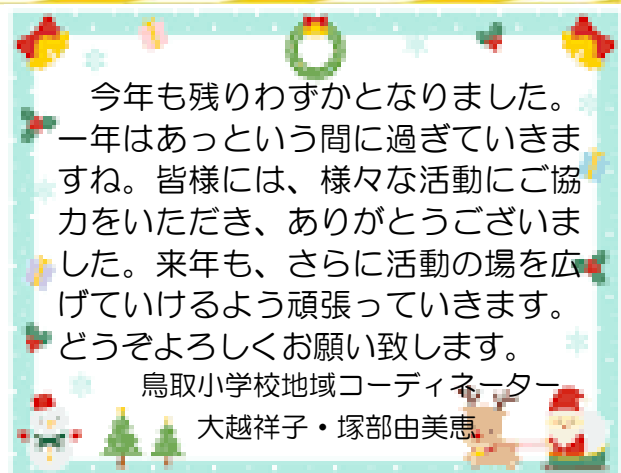 今年も残りわずかとなりました。
一年はあっという間に過ぎていきま
すね。皆様には、様々な活動にご協
力をいただき、ありがとうございま
した。来年も、さらに活動の場を広
げていけるよう頑張っていきます。
どうぞよろしくお願い致します。
鳥取小学校地域コーディネーター
大越祥子・塚部由美恵